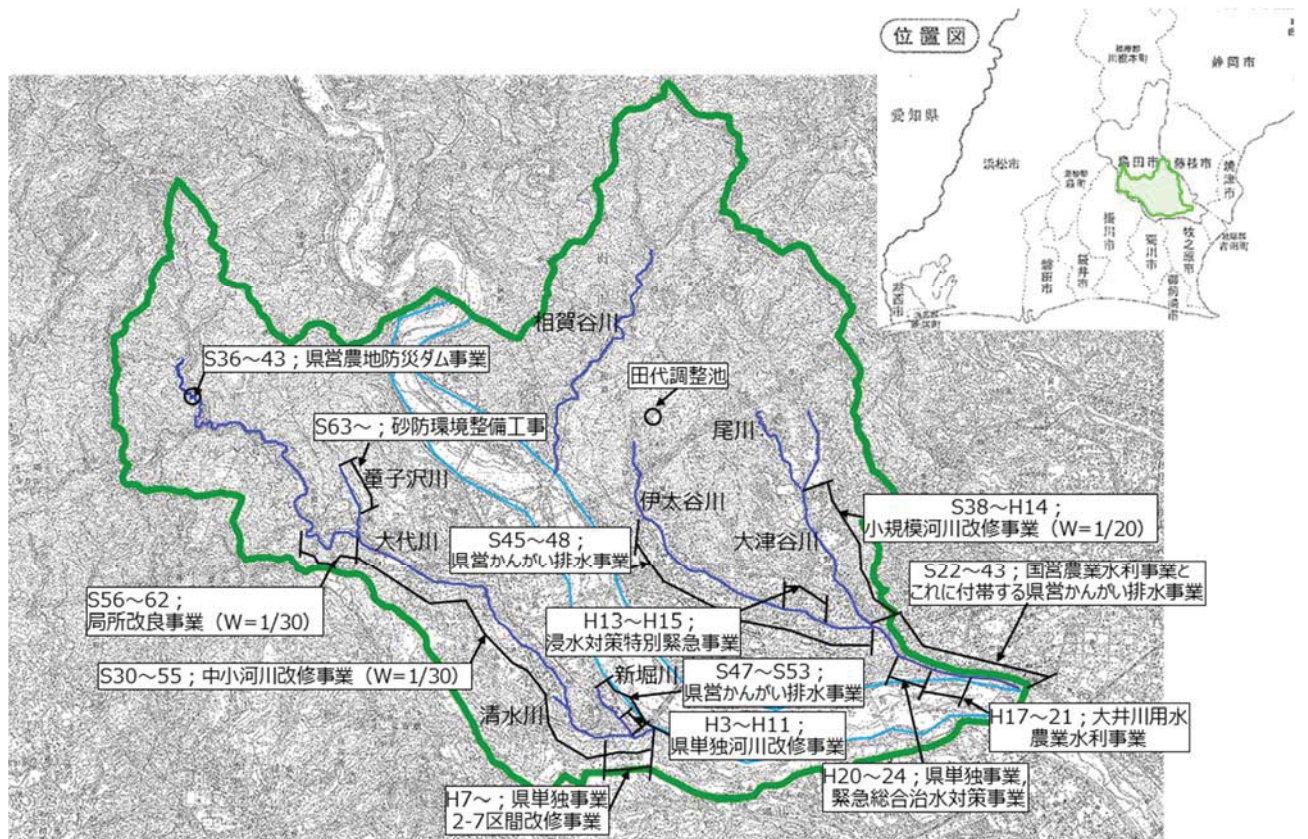 位置図
川根本町
静岡市
愛知県
浜松市
島田市
藤枝市
焼津市
森町
掛川市
菊川市
牧之原市
御前崎市
袋井市
磐田市
湖西市
吉田町
相賀谷川
S36～43；県営農地防災ダム事業
田代調整池
S63～；砂防環境整備工事
尾川
童子沢川
伊太谷川
S38～H14；
小規模河川改修事業（W=1/20）
大代川
S45～48；
県営かんがい排水事業
大津谷川
S22～43；国営農業水利事業と
これに付帯する県営かんがい排水事業
S56～62；
局所改良事業（W=1/30）
H13～H15；
浸水対策特別緊急事業
S30～55；中小河川改修事業（W=1/30）
新堀川
S47～S53；
県営かんがい排水事業
清水川
H3～H11；
県単独河川改修事業
H17～21；大井川用水
農業水利事業
H20～24；県単独事業，
緊急総合治水対策事業
H7～；県単独事業
2-7区間改修事業